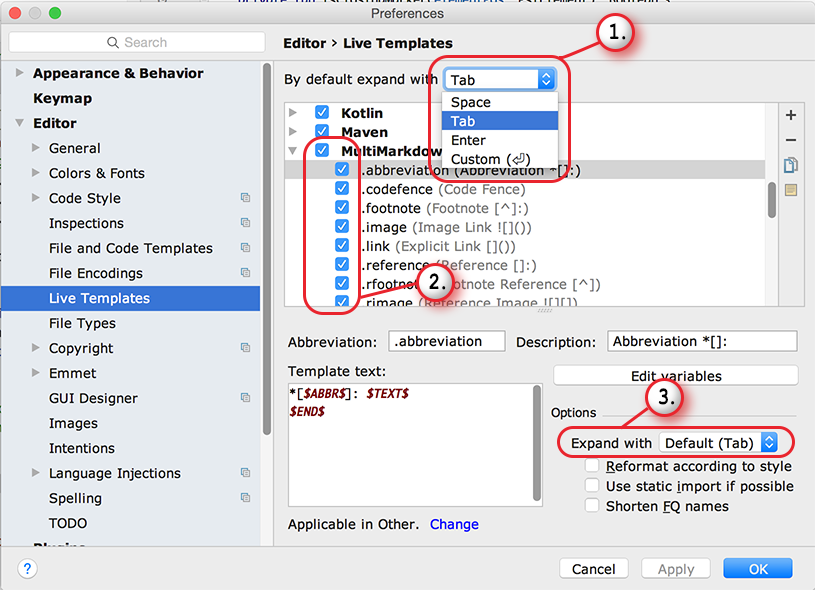 Preferences
Search
Editor › Live Templates
Appearance & Behavior
Keymap
Editor
General
Colors & Fonts
Code Style
Inspections
File and Code Templates
File Encodings
Live Templates
File Types
Copyright
Emmet
GUI Designer
Images
Intentions
Language Injections
Spelling
TODO
Plugins
1.
By default expand with Tab
Space
Tab
Enter
Custom (⏎)
Kotlin
Maven
MultiMarkdow
.abbreviation (Abbreviation *[]:)
.codefence (Code Fence)
.footnote (Footnote [^]:)
.image (Image Link ![]())
.link (Explicit Link []())
.reference (Reference []:)
.rfootno otnote Reference [^])
.rimage (Reference Image ![][])
2.
Abbreviation: .abbreviation Description: Abbreviation *[]:
Template text:
*[$ABBR$]: $TEXT$
$END$
Edit variables
3.
Options
Expand with Default (Tab)
Reformat according to style
Use static import if possible
Shorten FQ names
Applicable in Other. Change
? Cancel Apply OK